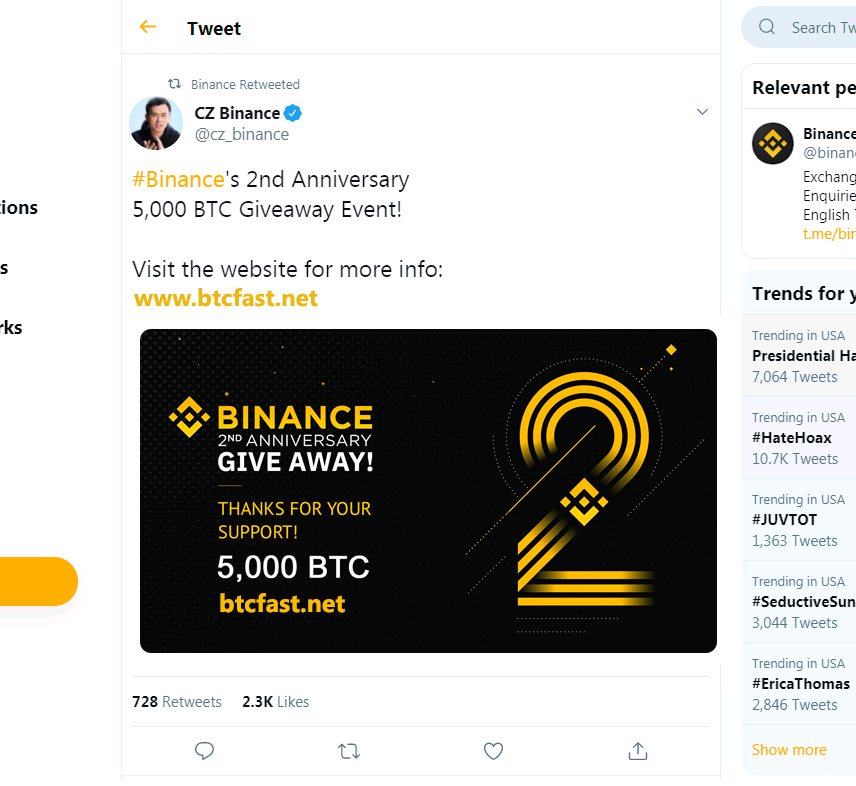 Tweet
Search Tw
Binance Retweeted
CZ Binance
@cz_binance
#Binance's 2nd Anniversary
5,000 BTC Giveaway Event!
Visit the website for more info:
www.btcfast.net
BINANCE
2ND ANNIVERSARY
GIVE AWAY!
THANKS FOR YOUR
SUPPORT!
5,000 BTC
btcfast.net
2
728 Retweets 2.3K Likes
ions
s
rks
Relevant pe
Binance
@binan
Exchang
Enquirie
English
t.me/bin
Trends for y
Trending in USA
Presidential Ha
7,064 Tweets
Trending in USA
#HateHoax
10.7K Tweets
Trending in USA
#JUVTOT
1,363 Tweets
Trending in USA
#SeductiveSun
3,044 Tweets
Trending in USA
#EricaThomas
2,846 Tweets
Show more